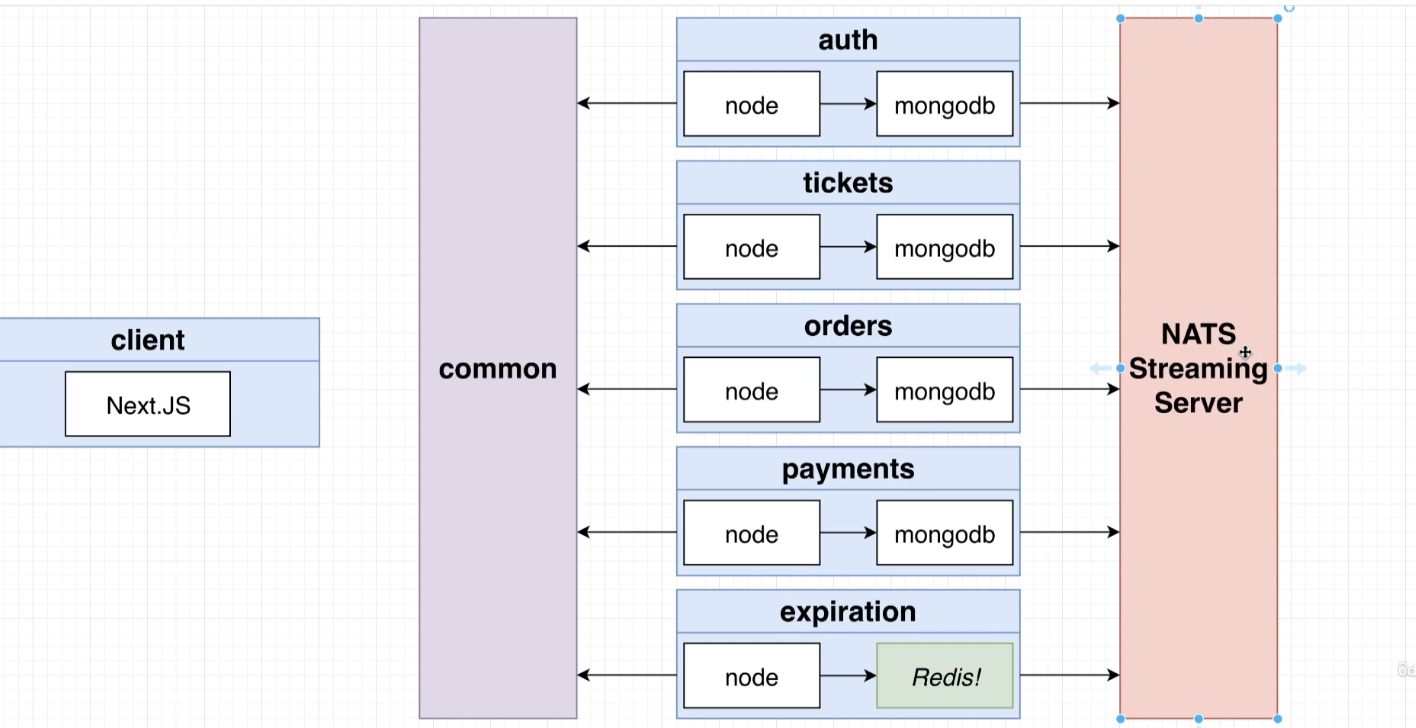 auth
node
mongodb
tickets
node
mongodb
client
Next.JS
common
orders
node
mongodb
NATS
Streaming
Server
payments
node
mongodb
expiration
node
Redis!